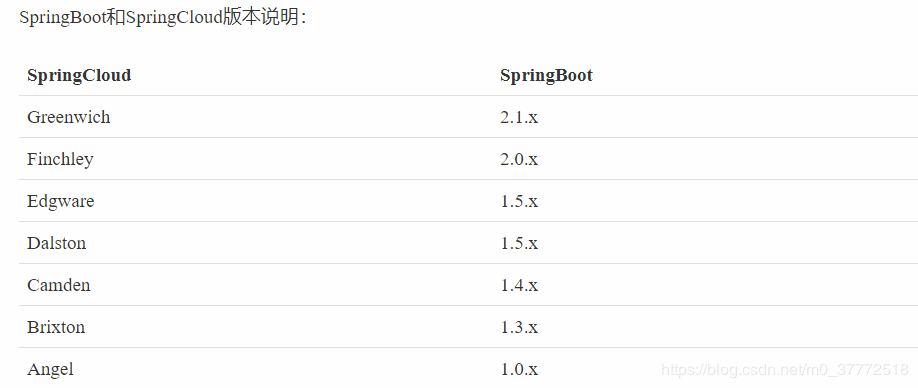 SpringBoot和SpringCloud版本说明：
SpringCloud SpringBoot
Greenwich 2.1.x
Finchley 2.0.x
Edgware 1.5.x
Dalston 1.5.x
Camden 1.4.x
Brixton 1.3.x
Angel 1.0.x
https://blog.csdn.net/m0_37772518